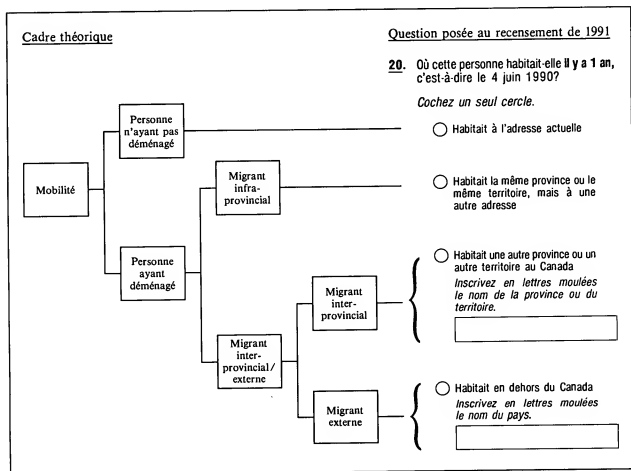 Cadre théorique
Question posée au recensement de 1991
20. Où cette personne habitait-elle il y a 1 an,
c'est-à-dire le 4 juin 1990?
Cochez un seul cercle.
Personne
n'ayant pas
déménagé
Habitait à l'adresse actuelle
Mobilité
Migrant
infra-
provincial
Habitait la même province ou le
même territoire, mais à une
autre adresse
Personne
ayant
déménagé
Migrant
inter-
provincial
Habitait une autre province ou un
autre territoire au Canada
Inscrivez en lettres moulées
le nom de la province ou du
territoire.
Migrant
inter-
provincial/
externe
Migrant
externe
Habitait en dehors du Canada
Inscrivez en lettres moulées
le nom du pays.